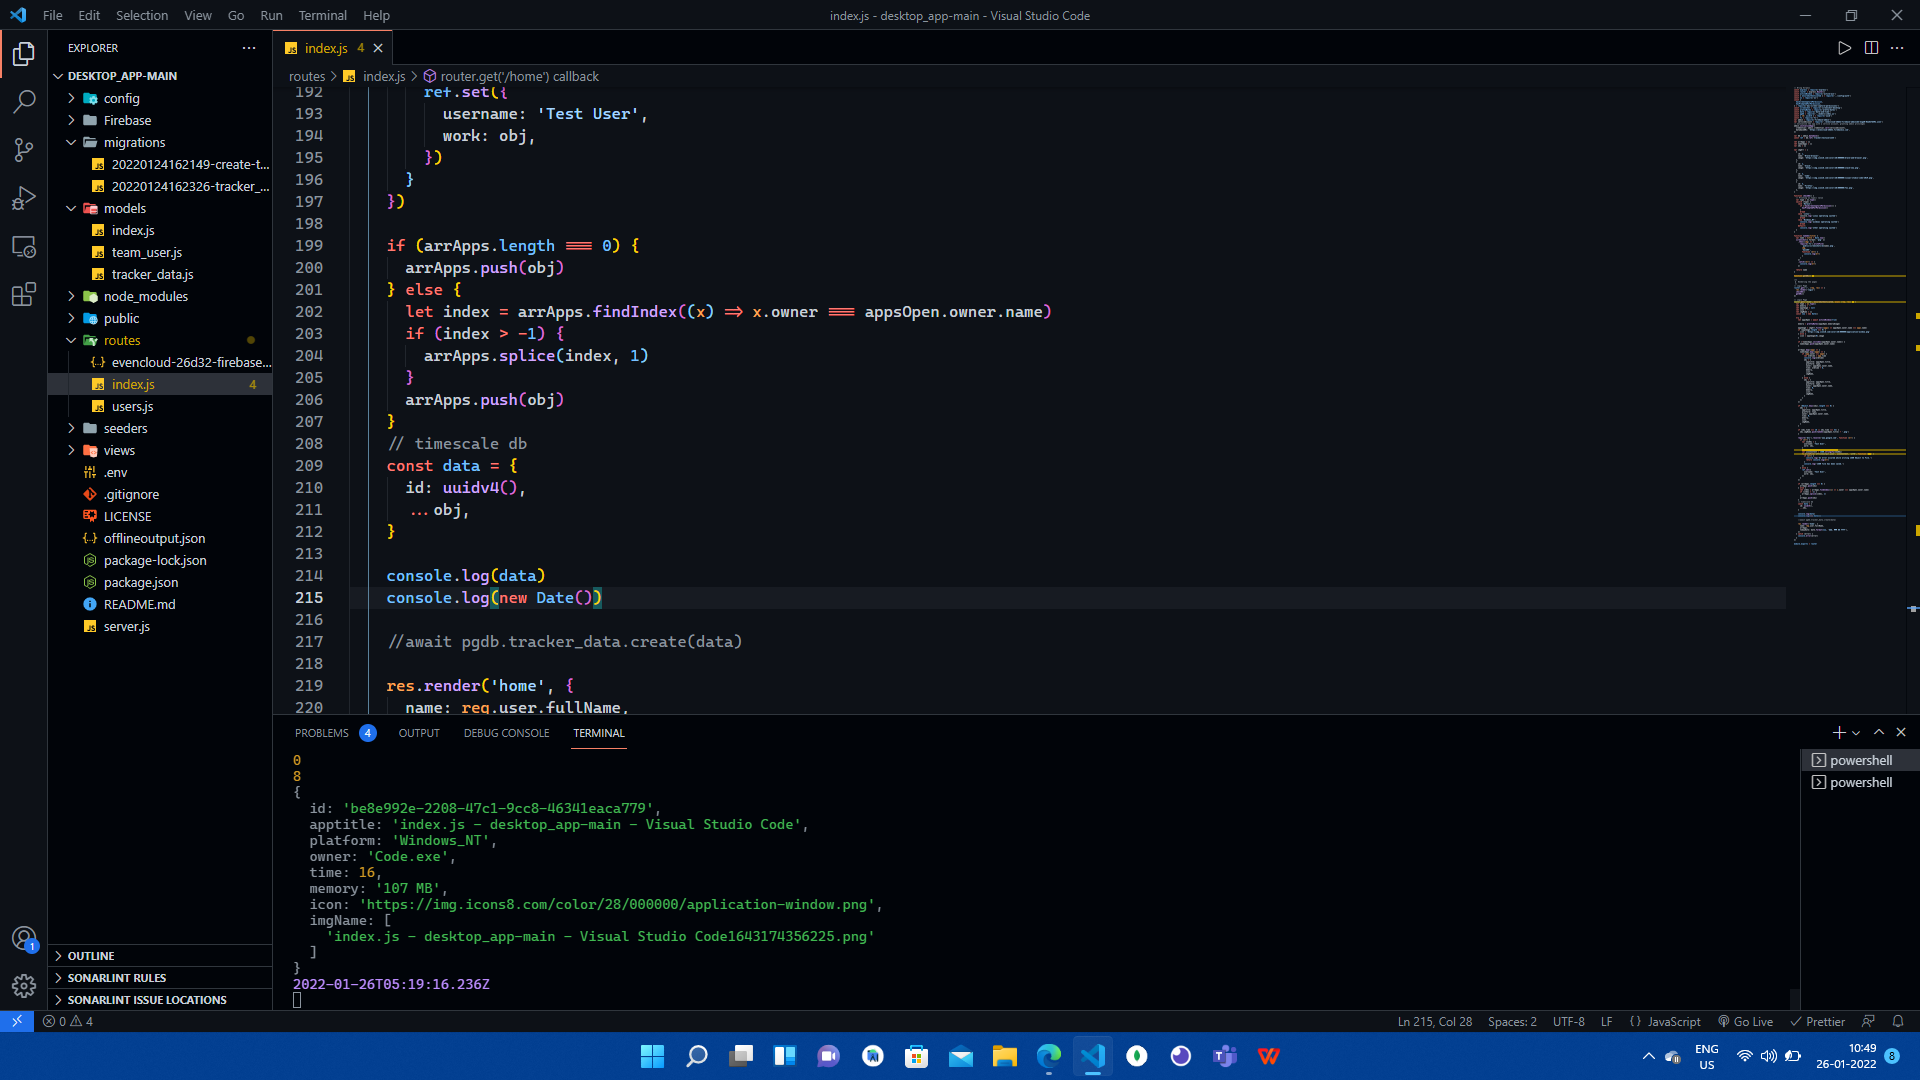 File Edit Selection View Go Run Terminal Help
index.js - desktop_app-main - Visual Studio Code
EXPLORER
DESKTOP_APP-MAIN
config
Firebase
migrations
20220124162149-create-t...
20220124162326-tracker_...
models
index.js
team_user.js
tracker_data.js
node_modules
public
routes
evencloud-26d32-firebase...
index.js 4
users.js
seeders
views
.env
.gitignore
LICENSE
offlineoutput.json
package-lock.json
package.json
README.md
server.js
OUTLINE
SONARLINT RULES
SONARLINT ISSUE LOCATIONS
index.js 4
routes > index.js > router.get('/home') callback
192 ref.set({
193 username: 'Test User',
194 work: obj,
195 })
196 }
197 })
198
199 if (arrApps.length === 0) {
200 arrApps.push(obj)
201 } else {
202 let index = arrApps.findIndex((x) => x.owner === appsOpen.owner.name)
203 if (index > -1) {
204 arrApps.splice(index, 1)
205 }
206 arrApps.push(obj)
207 }
208 // timescale db
209 const data = {
210 id: uuidv4(),
211 ...obj,
212 }
213
214 console.log(data)
215 console.log(new Date())
216
217 //await pgdb.tracker_data.create(data)
218
219 res.render('home', {
220 name: req.user.fullName,
PROBLEMS 4 OUTPUT DEBUG CONSOLE TERMINAL
0
8
{
id: 'be8e992e-2208-47c1-9cc8-46341eaca779',
apptitle: 'index.js - desktop_app-main - Visual Studio Code',
platform: 'Windows_NT',
owner: 'Code.exe',
time: 16,
memory: '107 MB',
icon: 'https://img.icons8.com/color/28/000000/application-window.png',
imgName: [
'index.js - desktop_app-main - Visual Studio Code1643174356225.png'
]
}
2022-01-26T05:19:16.236Z
powershell
powershell
1
0 4
Ln 215, Col 28 Spaces: 2 UTF-8 LF {} JavaScript Go Live Prettier
ENG
US
10:49
26-01-2022
8